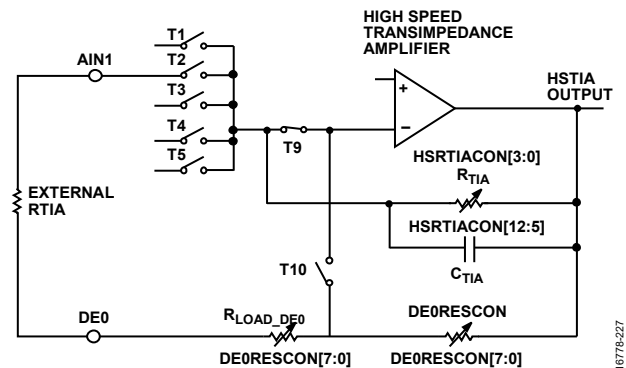 HIGH SPEED
TRANSIMPEDANCE
AMPLIFIER
T1
AIN1
T2
T3
T4
T5
T9
+
–
HSTIA
OUTPUT
HSRTIACON[3:0]
RTIA
HSRTIACON[12:5]
CTIA
EXTERNAL
RTIA
T10
DE0
RLOAD_DE0
DE0RESCON[7:0]
DE0RESCON
DE0RESCON[7:0]
16778-227